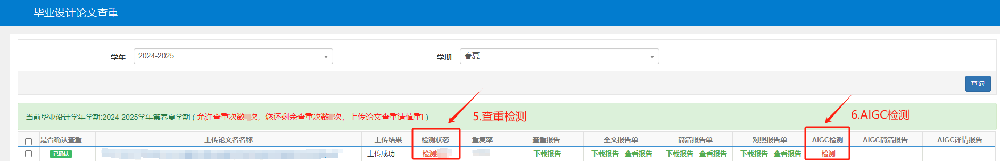 毕业设计论文查重
学年 2024-2025 学期 春夏
查询
当前毕业设计学年学期:2024-2025学年第春夏学期 ( 允许查重次数 次，您还剩余查重次数 次，上传论文查重请慎重! )
5.查重检测
6.AIGC检测
是否确认查重 上传论文名名称 上传结果 检测状态 重复率 查重报告 全文报告单 简洁报告单 对照报告单 AIGC检测 AIGC简洁报告 AIGC详情报告
已确认 上传成功 检测 下载报告 下载报告 查看报告 下载报告 查看报告 下载报告 查看报告 检测